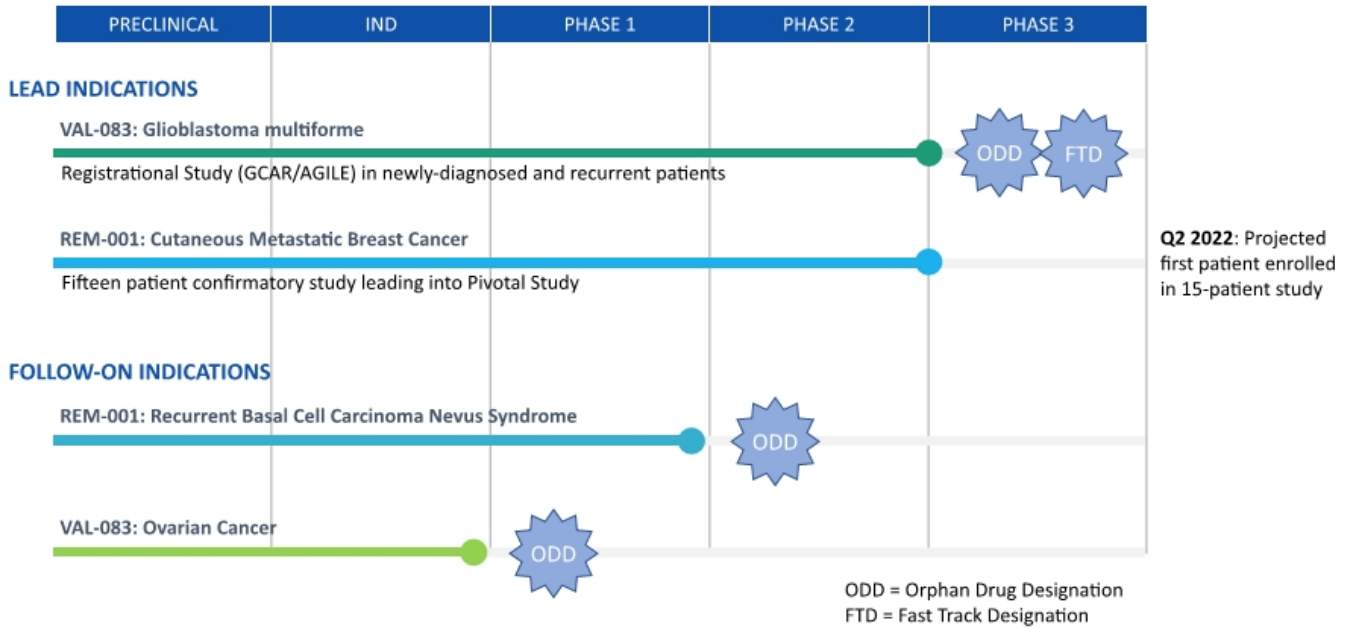 PRECLINICAL IND PHASE 1 PHASE 2 PHASE 3
LEAD INDICATIONS
VAL-083: Glioblastoma multiforme
ODD FTD
Registrational Study (GCAR/AGILE) in newly-diagnosed and recurrent patients
REM-001: Cutaneous Metastatic Breast Cancer
Fifteen patient confirmatory study leading into Pivotal Study
Q2 2022: Projected
first patient enrolled
in 15-patient study
FOLLOW-ON INDICATIONS
REM-001: Recurrent Basal Cell Carcinoma Nevus Syndrome
ODD
VAL-083: Ovarian Cancer
ODD
ODD = Orphan Drug Designation
FTD = Fast Track Designation